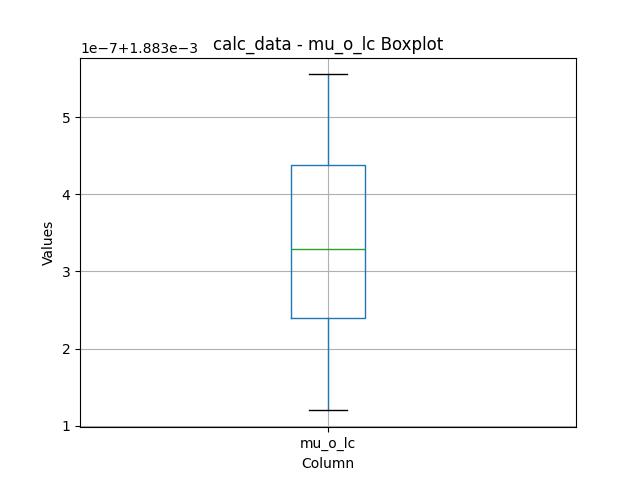 calc_data - mu_o_lc Boxplot
1e−7+1.883e−3
5
4
3
2
1
Values
mu_o_lc
Column